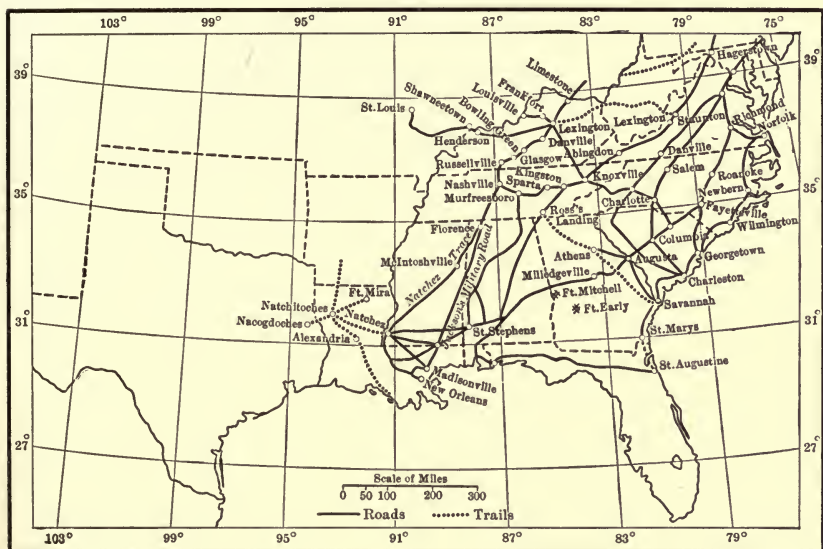 103° 99° 95° 91° 87° 83° 79° 75°
39° 39°
Hagerstown
Limestone
Frankfort
Louisville
Shawneetown
Bowling Green
St. Louis
Lexington
Lexington
Staunton
Richmond
Norfolk
Henderson
Danville
Danville
Russellville
Glasgow
Abingdon
Salem
Kingston
Knoxville
Roanoke
35° 35°
Nashville
Sparta
Newbern
Murfreesboro
Charlotte
Fayetteville
Ross's
Landing
Wilmington
Florence
Columbia
Athens
Augusta
Georgetown
McIntoshville
Natchez Trace
Jackson's Military Road
Milledgeville
Charleston
Ft. Mira
Ft. Mitchell
Savannah
Natchitoches
Ft. Early
Nacogdoches
Natchez
31° 31°
Alexandria
St. Stephens
St. Marys
Madisonville
St. Augustine
New Orleans
27° 27°
Scale of Miles
0 50 100 200 300
Roads Trails
103° 99° 95° 91° 87° 83° 79°